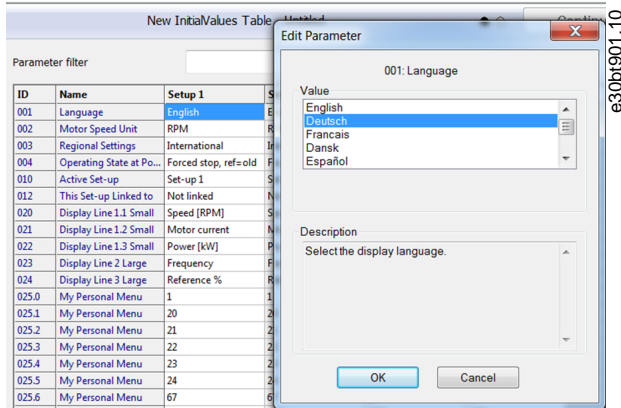 New InitialValues Table - Untitled
Parameter filter
ID Name Setup 1
001 Language English
002 Motor Speed Unit RPM
003 Regional Settings International
004 Operating State at Po... Forced stop, ref=old
010 Active Set-up Set-up 1
012 This Set-up Linked to Not linked
020 Display Line 1.1 Small Speed [RPM]
021 Display Line 1.2 Small Motor current
022 Display Line 1.3 Small Power [kW]
023 Display Line 2 Large Frequency
024 Display Line 3 Large Reference %
025.0 My Personal Menu 1
025.1 My Personal Menu 20
025.2 My Personal Menu 21
025.3 My Personal Menu 22
025.4 My Personal Menu 23
025.5 My Personal Menu 24
025.6 My Personal Menu 67
Edit Parameter
001: Language
Value
English
Deutsch
Francais
Dansk
Español
Description
Select the display language.
OK Cancel
e30bt901.10